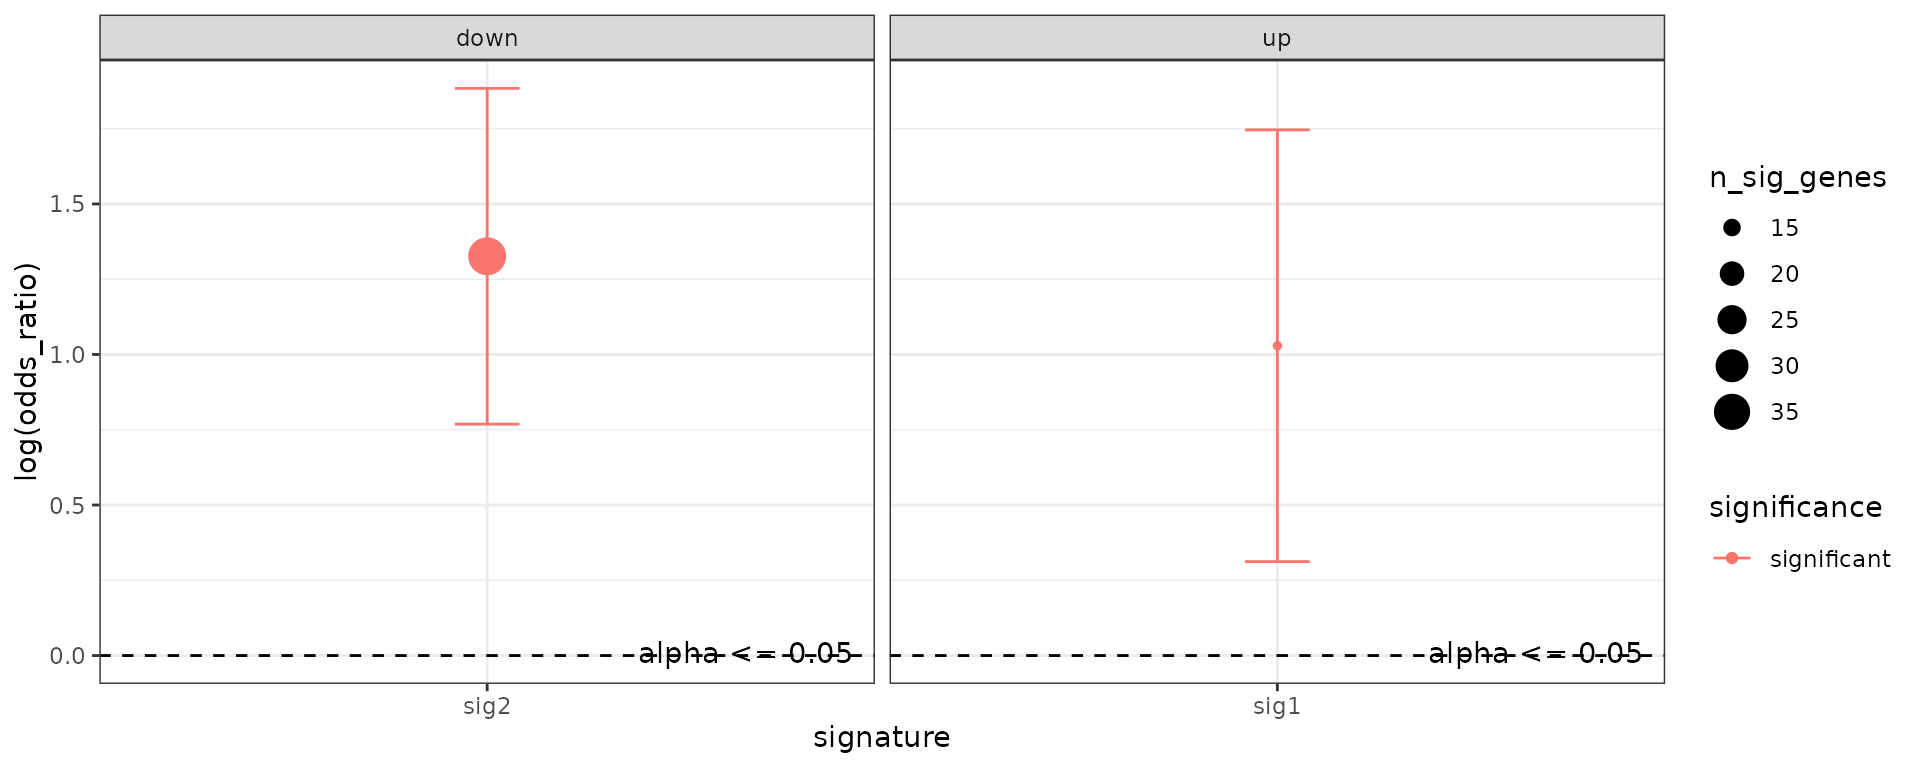 down
up
log(odds_ratio)
1.5
1.0
0.5
0.0
alpha <= 0.05
alpha <= 0.05
sig2
sig1
signature
n_sig_genes
15
20
25
30
35
significance
significant